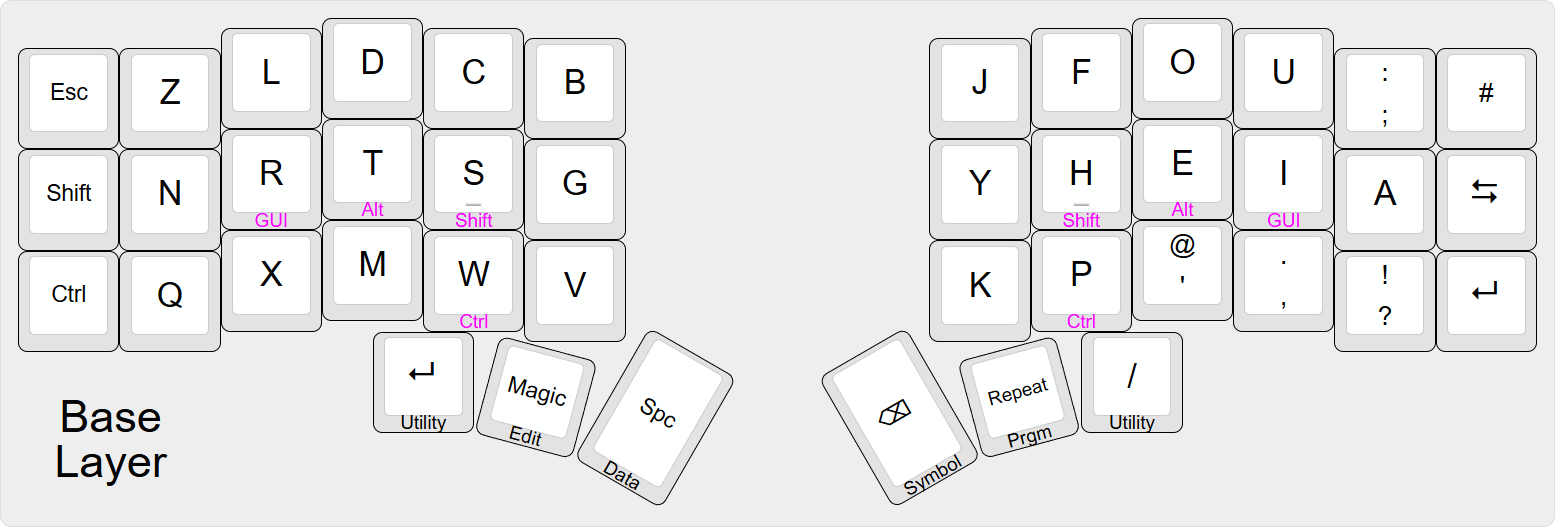 Esc Z L D C B J F O U : #
;
Shift N R T S G Y H E I A ⇆
GUI Alt Shift Shift Alt GUI
Ctrl Q X M W V K P @ . ! ↵
' , ?
Ctrl Ctrl
↵ Magic Spc ⌫ Repeat /
Utility Edit Data Symbol Prgm Utility
Base
Layer